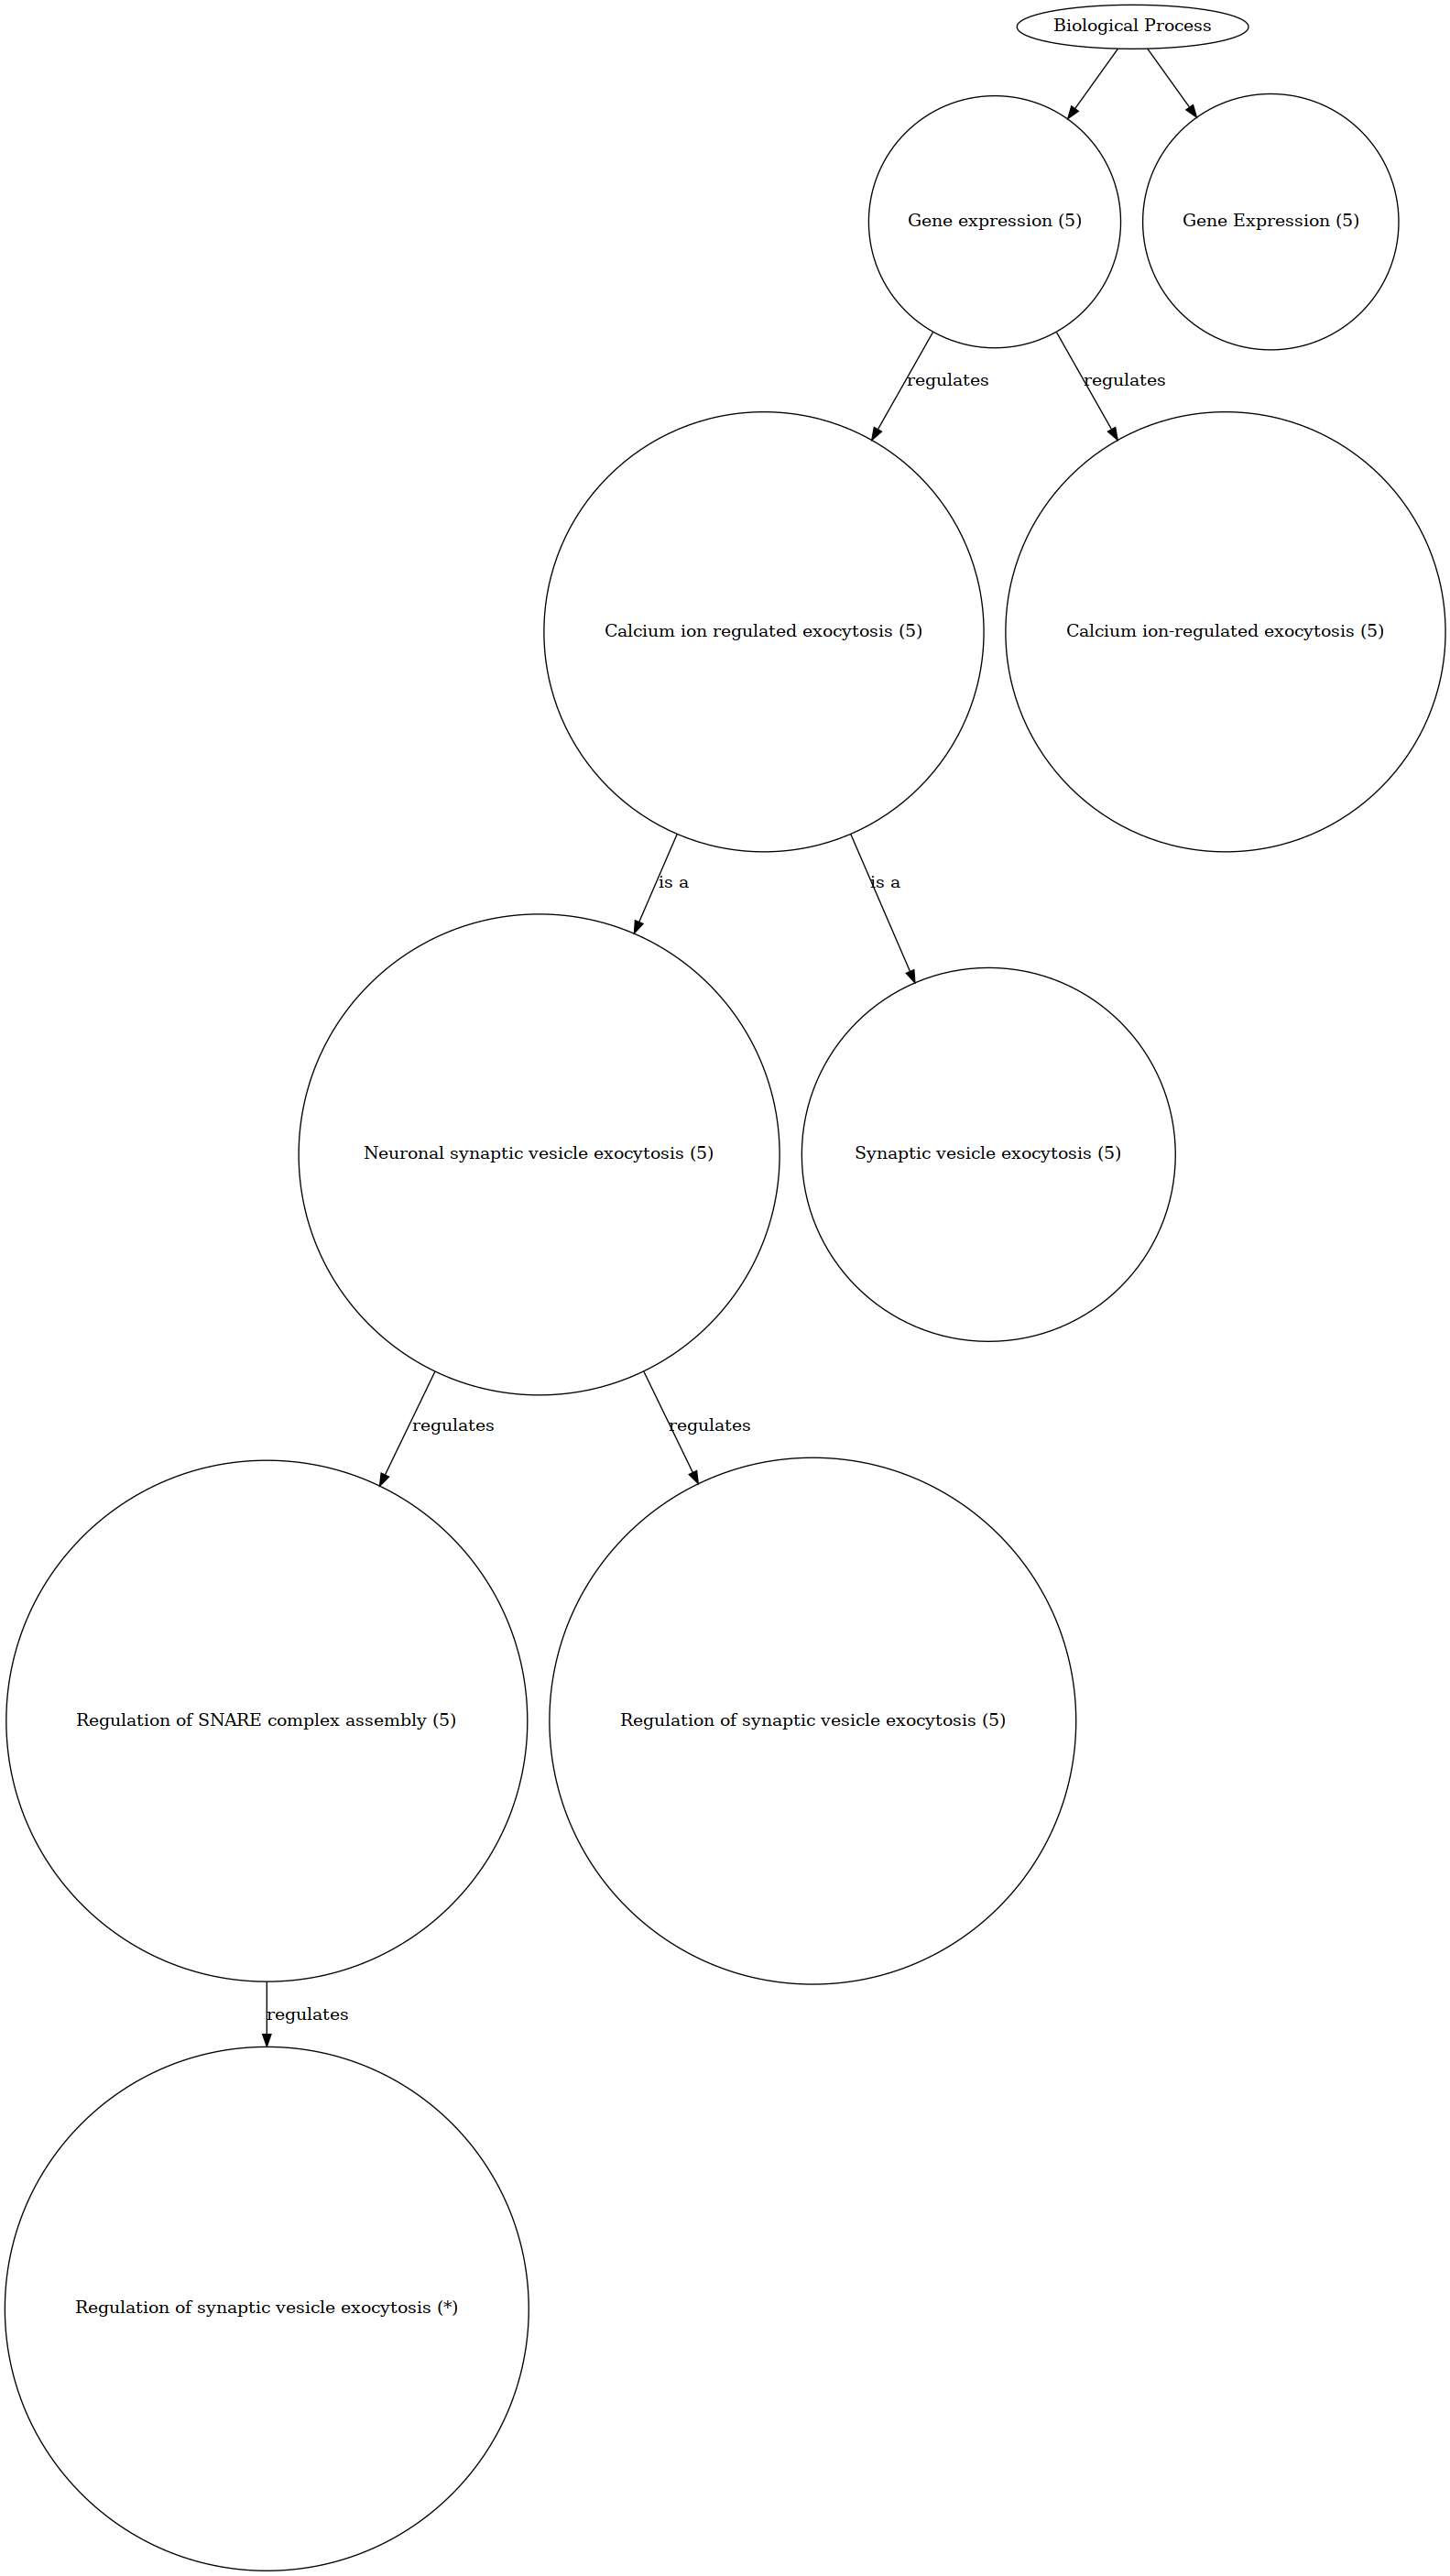 Biological Process
Gene expression (5)
Gene Expression (5)
regulates
regulates
Calcium ion regulated exocytosis (5)
Calcium ion-regulated exocytosis (5)
is a
is a
Neuronal synaptic vesicle exocytosis (5)
Synaptic vesicle exocytosis (5)
regulates
regulates
Regulation of SNARE complex assembly (5)
Regulation of synaptic vesicle exocytosis (5)
regulates
Regulation of synaptic vesicle exocytosis (*)